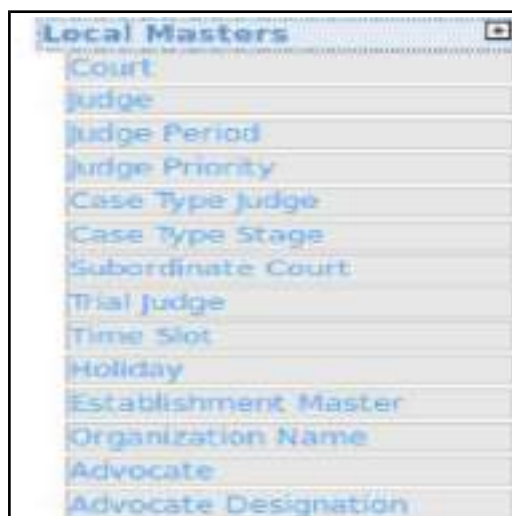 Local Masters
Court
Judge
Judge Period
Judge Priority
Case Type Judge
Case Type Stage
Subordinate Court
Trial Judge
Time Slot
Holiday
Establishment Master
Organization Name
Advocate
Advocate Designation